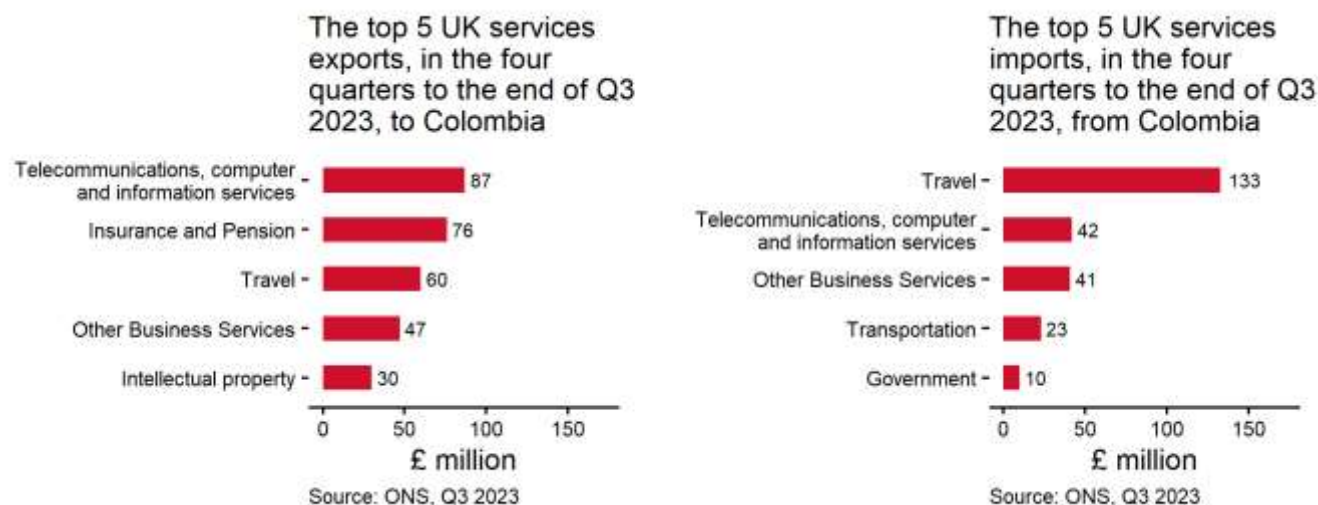 The top 5 UK services
exports, in the four
quarters to the end of Q3
2023, to Colombia
Telecommunications, computer
and information services
87
Insurance and Pension
76
Travel
60
Other Business Services
47
Intellectual property
30
0 50 100 150
£ million
Source: ONS, Q3 2023
The top 5 UK services
imports, in the four
quarters to the end of Q3
2023, from Colombia
Travel
133
Telecommunications, computer
and information services
42
Other Business Services
41
Transportation
23
Government
10
0 50 100 150
£ million
Source: ONS, Q3 2023